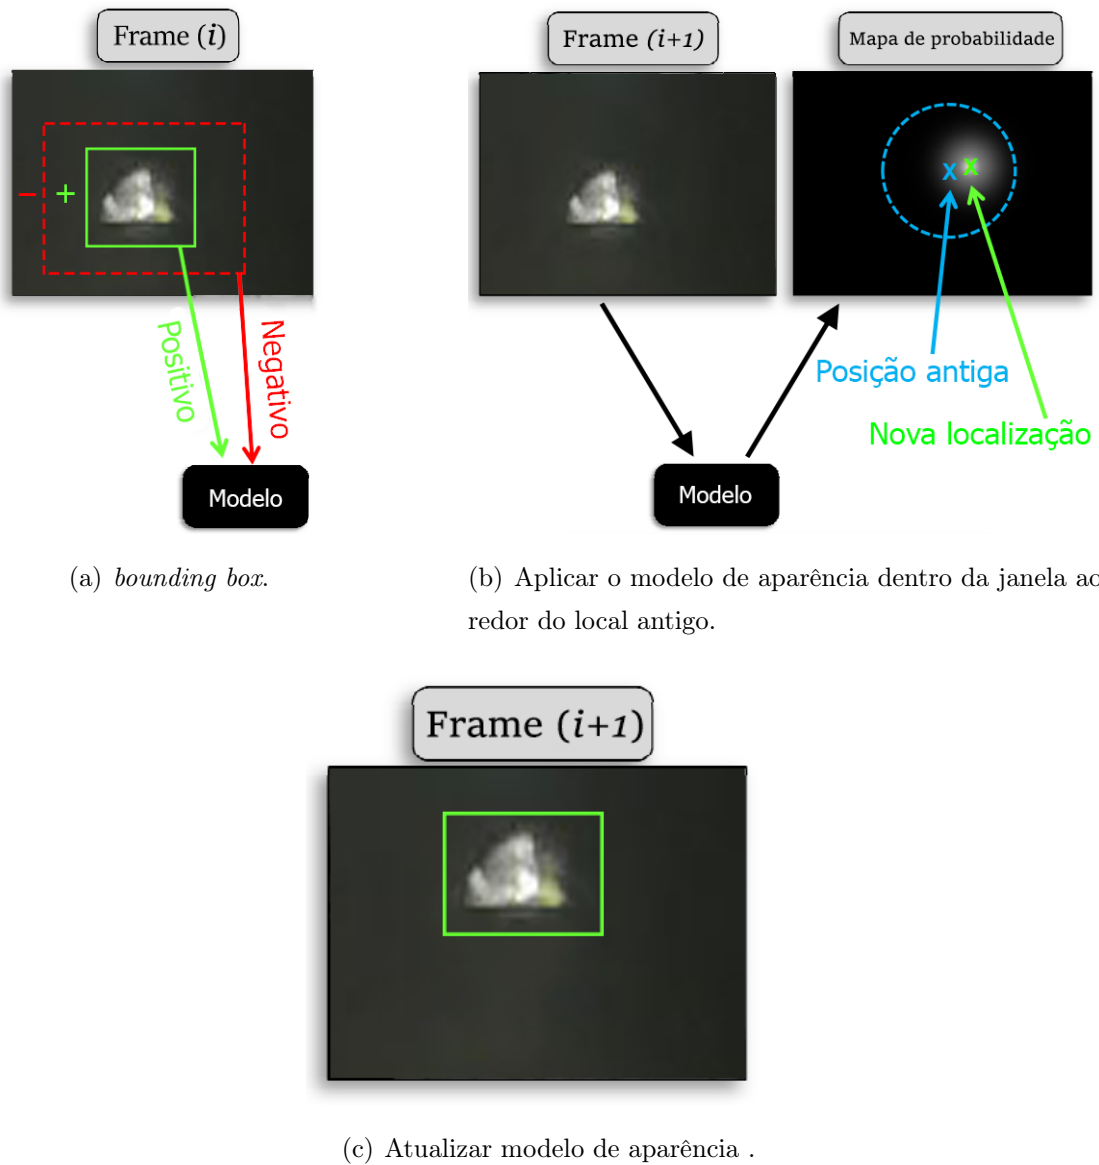 Frame (i)
−
+
Positivo
Negativo
Modelo
(a) bounding box.
Frame (i+1)
Mapa de probabilidade
x
x
Posição antiga
Nova localização
Modelo
(b) Aplicar o modelo de aparência dentro da janela ao
redor do local antigo.
Frame (i+1)
(c) Atualizar modelo de aparência .